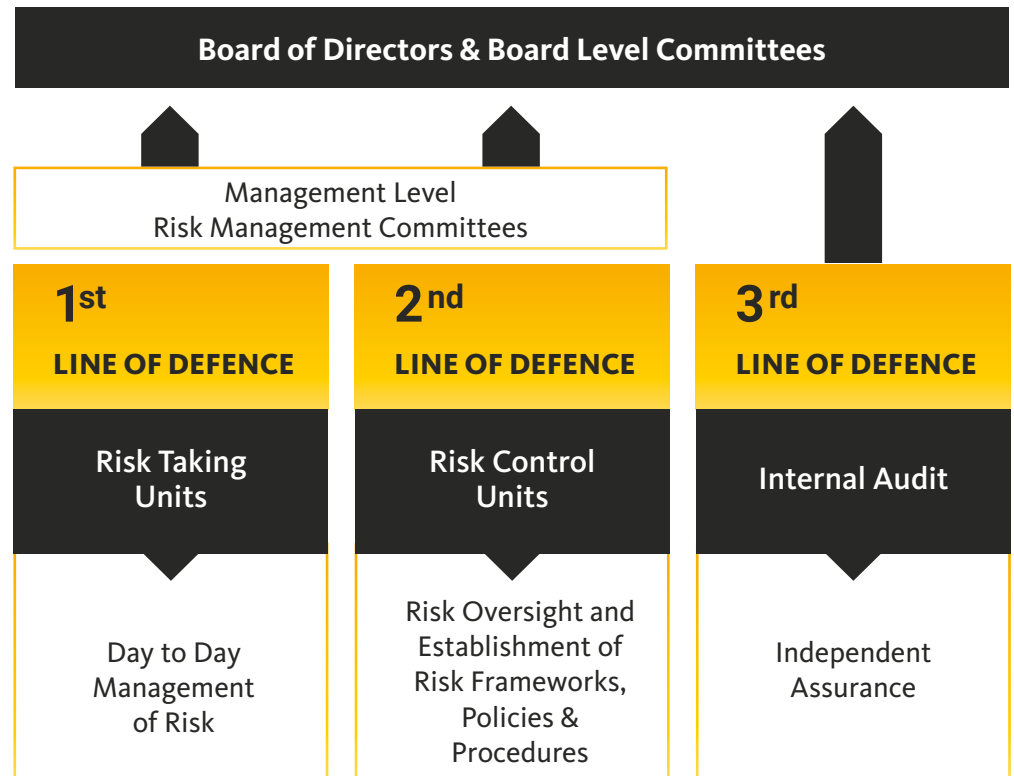 Board of Directors & Board Level Committees
Management Level
Risk Management Committees
1st
LINE OF DEFENCE
Risk Taking
Units
Day to Day
Management
of Risk
2nd
LINE OF DEFENCE
Risk Control
Units
Risk Oversight and
Establishment of
Risk Frameworks,
Policies &
Procedures
3rd
LINE OF DEFENCE
Internal Audit
Independent
Assurance